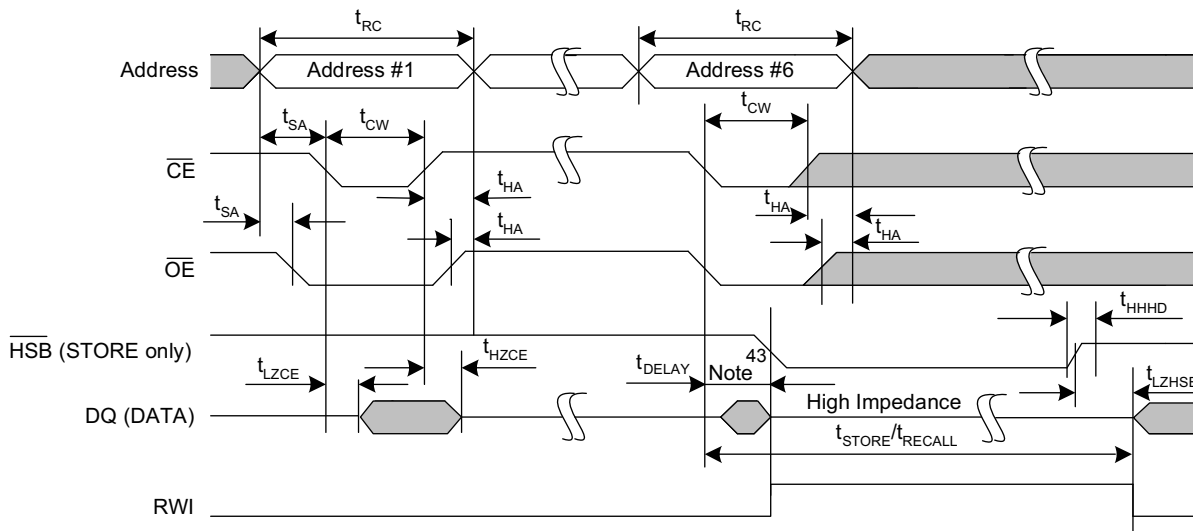 tRC tRC
Address Address #1 Address #6
tCW
tSA tCW
CE
tHA
tSA tHA
tHA tHA
OE
tHHHD
HSB (STORE only)
tHZCE 43
tLZCE tDELAY Note tLZHSB
DQ (DATA) High Impedance
tSTORE/tRECALL
RWI